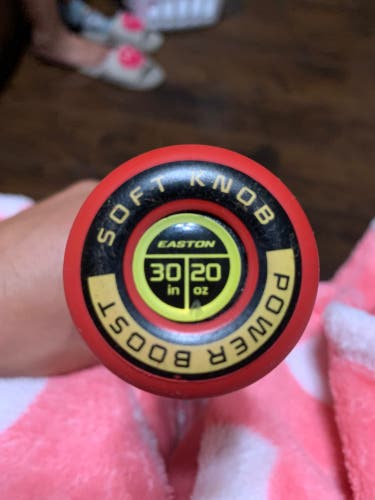 SOFT KNOB
EASTON
30 20
in oz
POWER BOOST